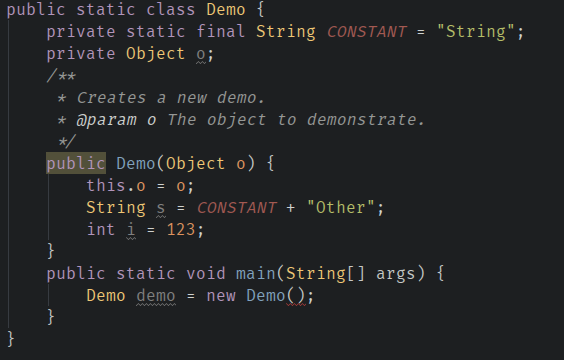 public static class Demo {
    private static final String CONSTANT = "String";
    private Object o;
    /**
     * Creates a new demo.
     * @param o The object to demonstrate.
     */
    public Demo(Object o) {
        this.o = o;
        String s = CONSTANT + "Other";
        int i = 123;
    }
    public static void main(String[] args) {
        Demo demo = new Demo();
    }
}